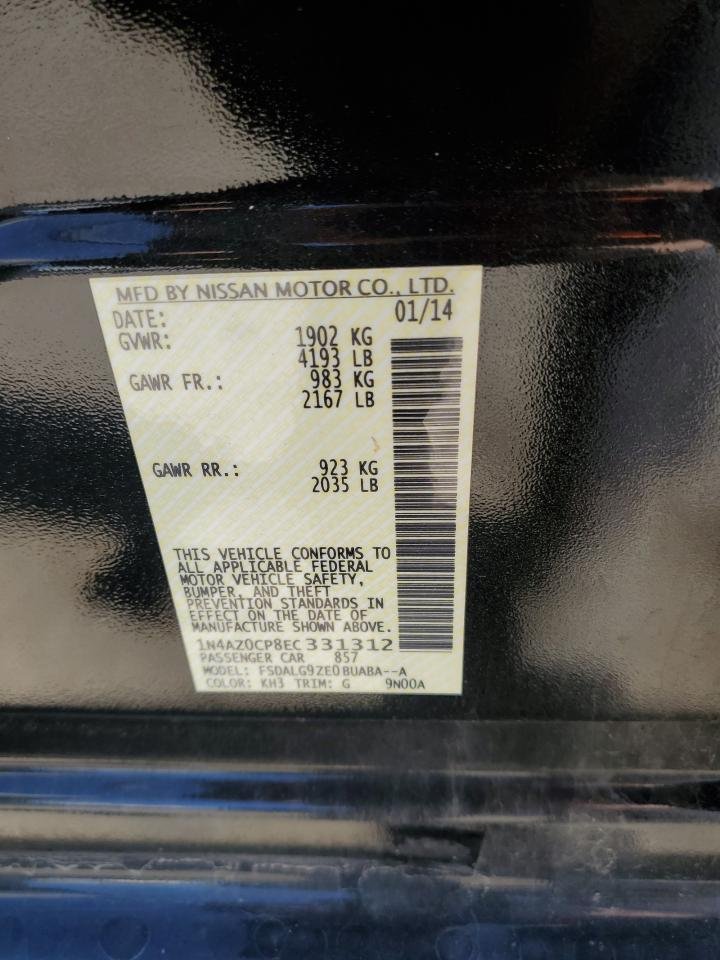 MFD BY NISSAN MOTOR CO., LTD.
DATE: 01/14
GVWR: 1902 KG
4193 LB
GAWR FR.: 983 KG
2167 LB
GAWR RR.: 923 KG
2035 LB
THIS VEHICLE CONFORMS TO
ALL APPLICABLE FEDERAL
MOTOR VEHICLE SAFETY,
BUMPER, AND THEFT
PREVENTION STANDARDS IN
EFFECT ON THE DATE OF
MANUFACTURE SHOWN ABOVE.
1N4AZ0CP8EC331312
PASSENGER CAR 857
MODEL: FSDALG9ZE0BUABA--A
COLOR: KH3 TRIM: G 9N00A